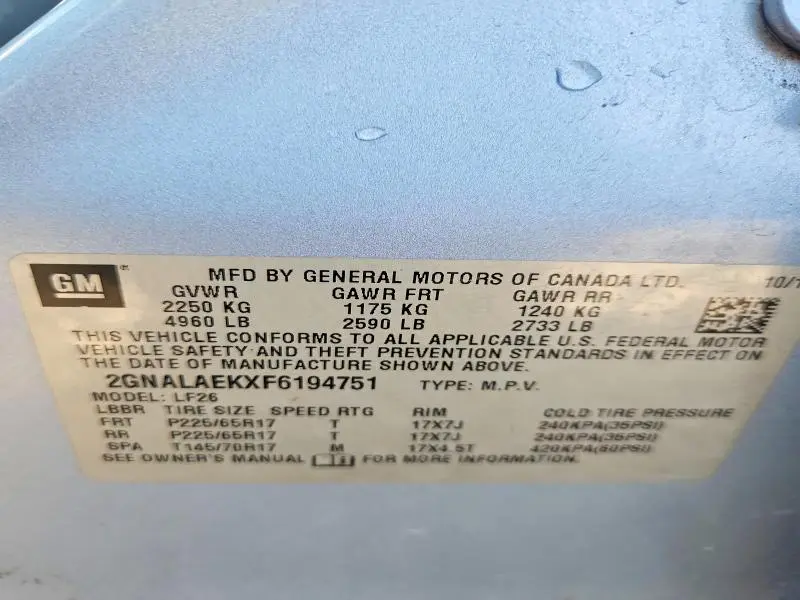 GM
MFD BY GENERAL MOTORS OF CANADA LTD. 10/1
GVWR GAWR FRT GAWR RR
2250 KG 1175 KG 1240 KG
4960 LB 2590 LB 2733 LB
THIS VEHICLE CONFORMS TO ALL APPLICABLE U.S. FEDERAL MOTOR
VEHICLE SAFETY AND THEFT PREVENTION STANDARDS IN EFFECT ON
THE DATE OF MANUFACTURE SHOWN ABOVE.
2GNALAEKXF6194751 TYPE: M.P.V.
MODEL: LF26
LBBR TIRE SIZE SPEED RTG RIM COLD TIRE PRESSURE
FRT P225/65R17 T 17X7J 240KPA(35PSI)
RR P225/65R17 T 17X7J 240KPA(35PSI)
SPA T145/70R17 M 17X4.5T 420KPA(60PSI)
SEE OWNER'S MANUAL FOR MORE INFORMATION.